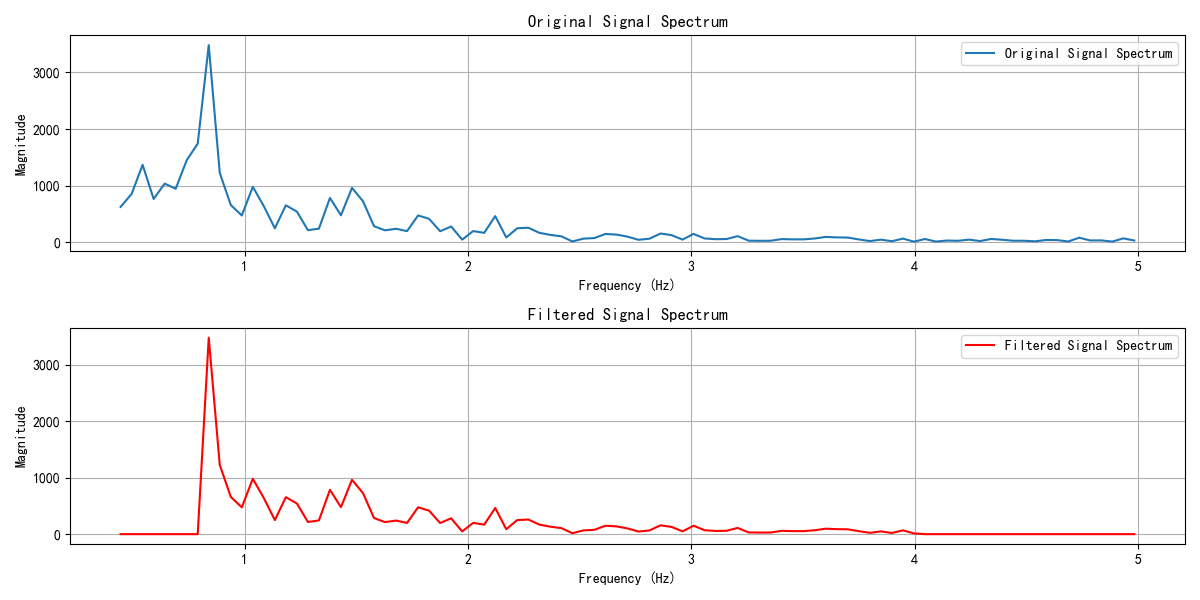 Original Signal Spectrum
Original Signal Spectrum
3000
2000
1000
0
Magnitude
1 2 3 4 5
Frequency (Hz)
Filtered Signal Spectrum
Filtered Signal Spectrum
3000
2000
1000
0
Magnitude
1 2 3 4 5
Frequency (Hz)